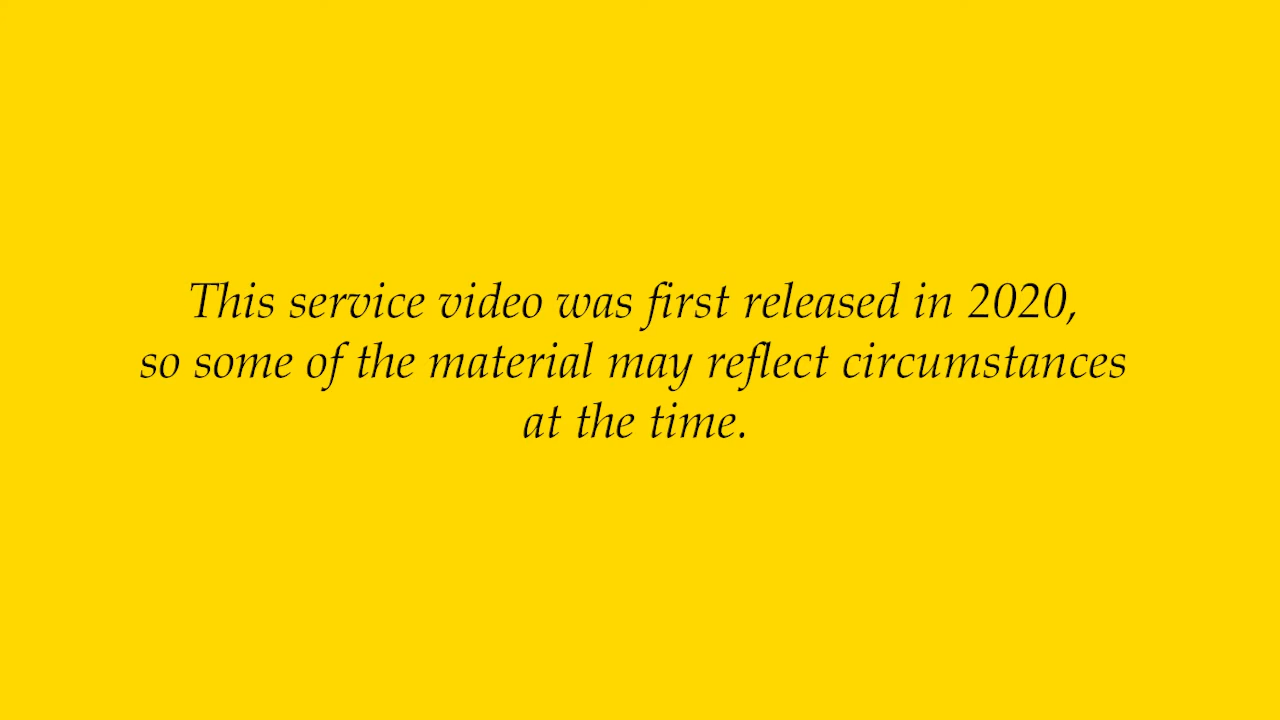 This service video was first released in 2020,
so some of the material may reflect circumstances
at the time.